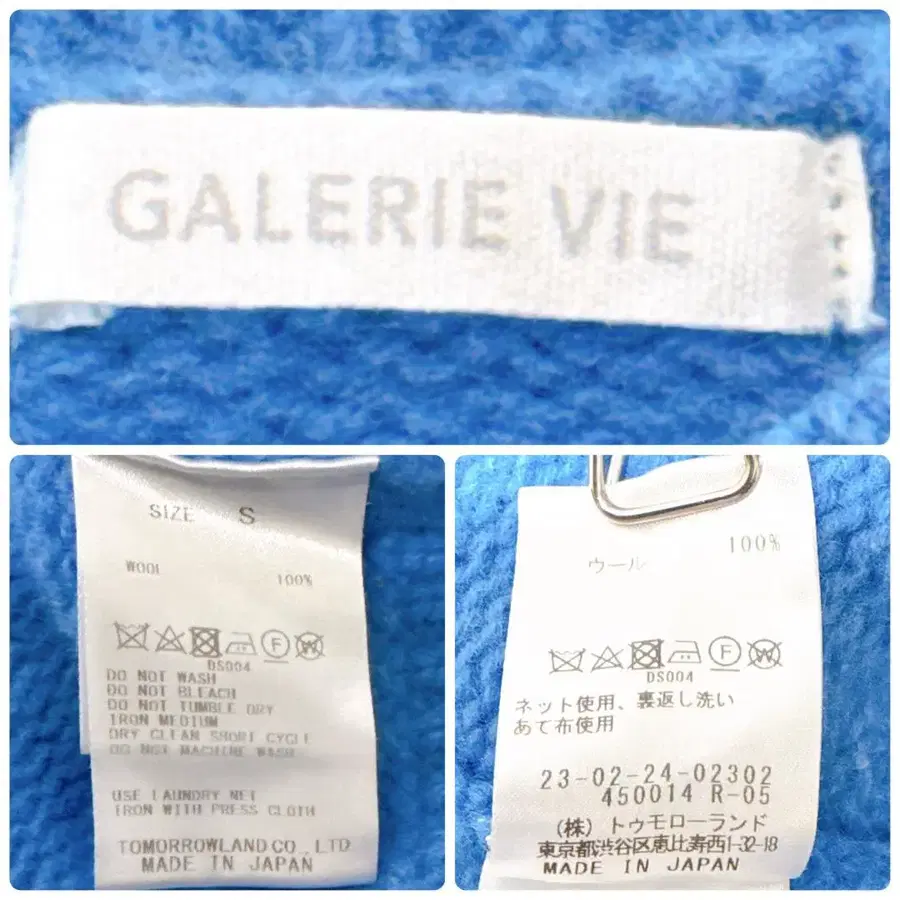 GALERIE VIE
SIZE S
WOOL 100%
DS004
DO NOT WASH
DO NOT BLEACH
DO NOT TUMBLE DRY
IRON MEDIUM
DRY CLEAN SHORT CYCLE
DO NOT MACHINE WASH
USE LAUNDRY NET
IRON WITH PRESS CLOTH
TOMORROWLAND CO., LTD
MADE IN JAPAN
ウール 100%
F W
DS004
ネット使用、裏返し洗い
あて布使用
23-02-24-02302
450014 R-05
(株) トゥモローランド
東京都渋谷区恵比寿西1-32-18
MADE IN JAPAN